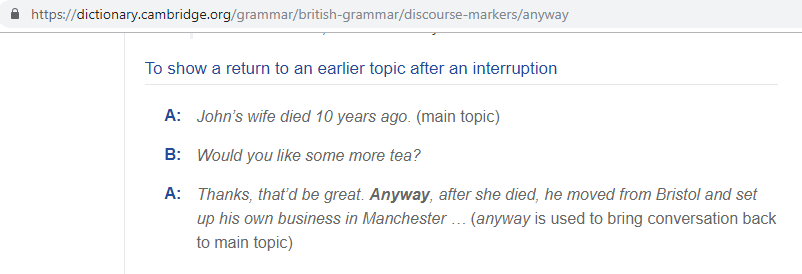 https://dictionary.cambridge.org/grammar/british-grammar/discourse-markers/anyway
To show a return to an earlier topic after an interruption
A: John’s wife died 10 years ago. (main topic)
B: Would you like some more tea?
A: Thanks, that’d be great. Anyway, after she died, he moved from Bristol and set
up his own business in Manchester … (anyway is used to bring conversation back
to main topic)